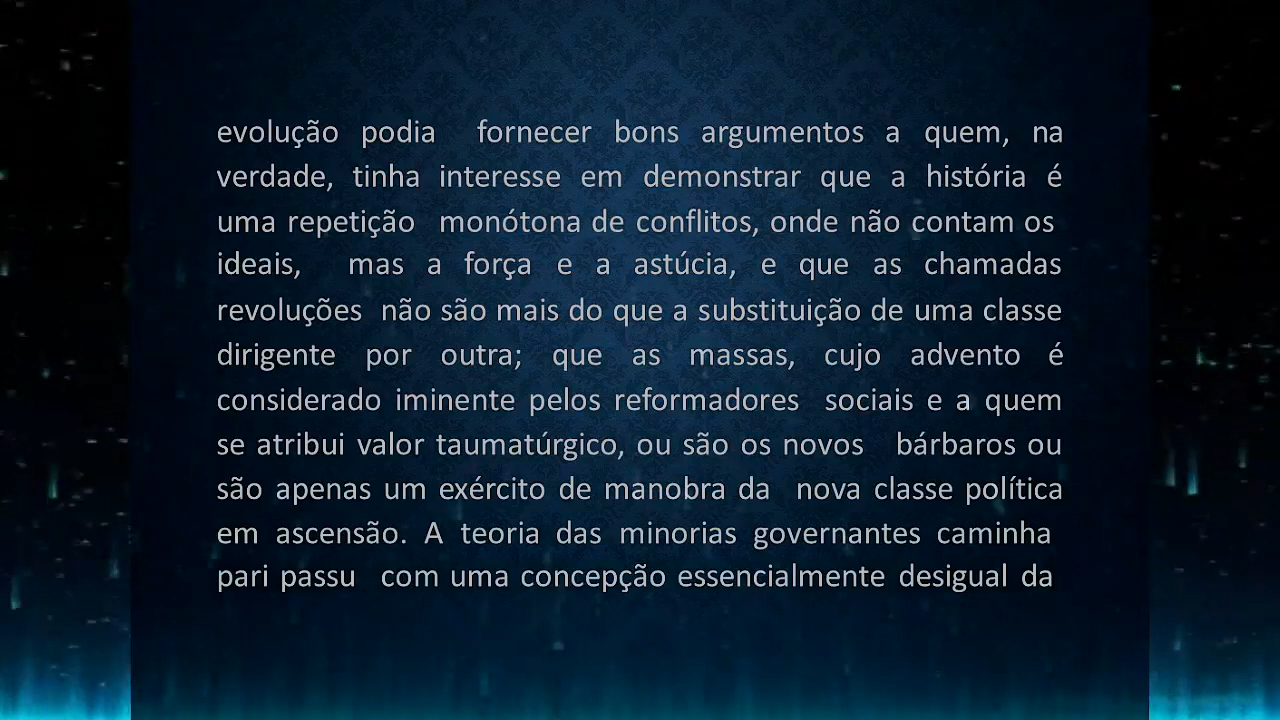 evolução podia fornecer bons argumentos a quem, na
verdade, tinha interesse em demonstrar que a história é
uma repetição monótona de conflitos, onde não contam os
ideais, mas a força e a astúcia, e que as chamadas
revoluções não são mais do que a substituição de uma classe
dirigente por outra; que as massas, cujo advento é
considerado iminente pelos reformadores sociais e a quem
se atribui valor taumatúrgico, ou são os novos bárbaros ou
são apenas um exército de manobra da nova classe política
em ascensão. A teoria das minorias governantes caminha
pari passu com uma concepção essencialmente desigual da